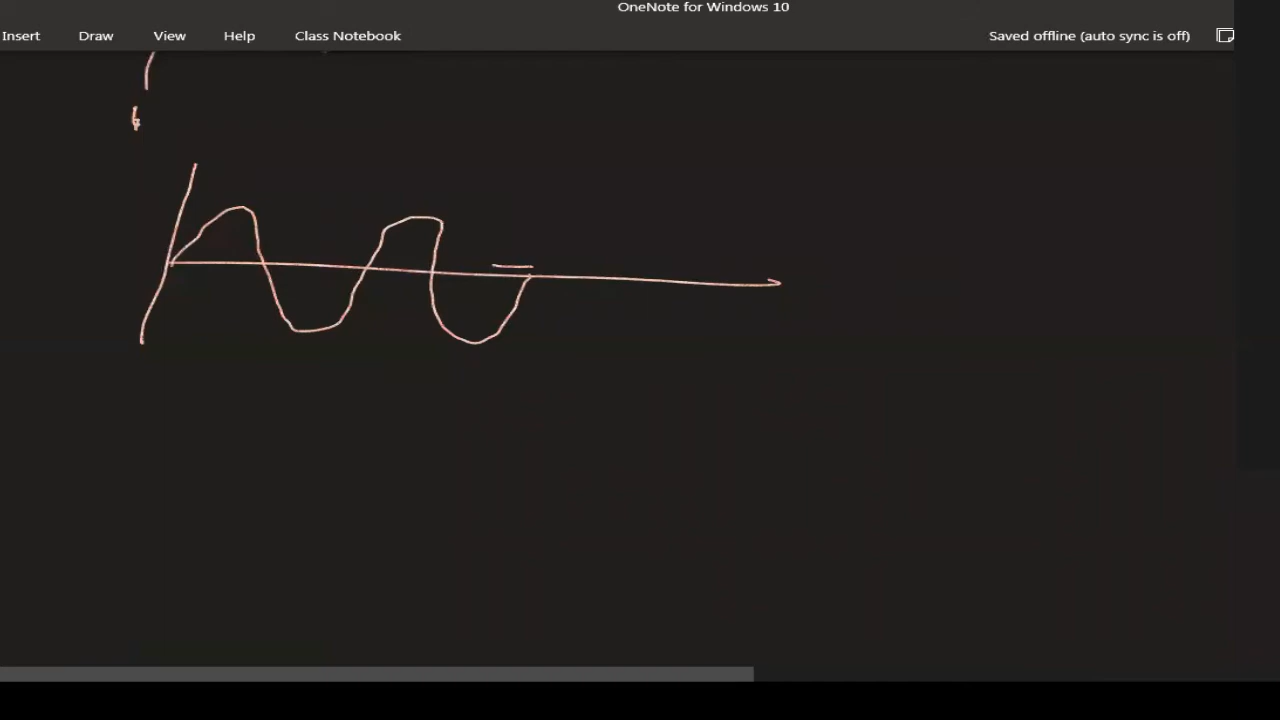 OneNote for Windows 10
Insert Draw View Help Class Notebook Saved offline (auto sync is off)